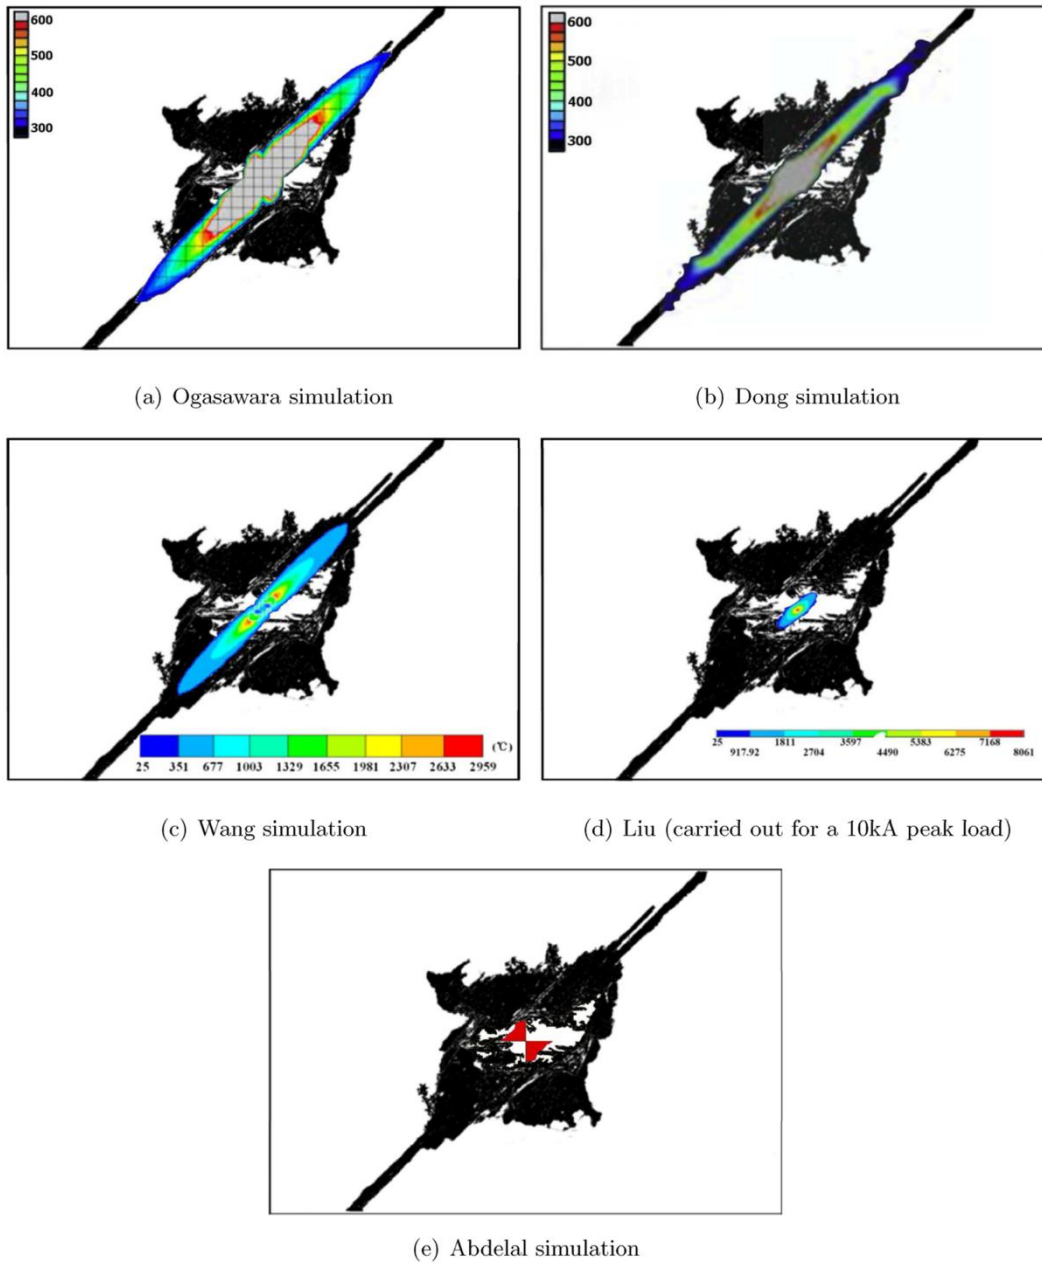 600
500
400
300
600
500
400
300
(a) Ogasawara simulation
(b) Dong simulation
(℃)
25 351 677 1003 1329 1655 1981 2307 2633 2959
25 1811 3597 5383 7168
917.92 2704 4490 6275 8061
(c) Wang simulation
(d) Liu (carried out for a 10kA peak load)
(e) Abdelal simulation